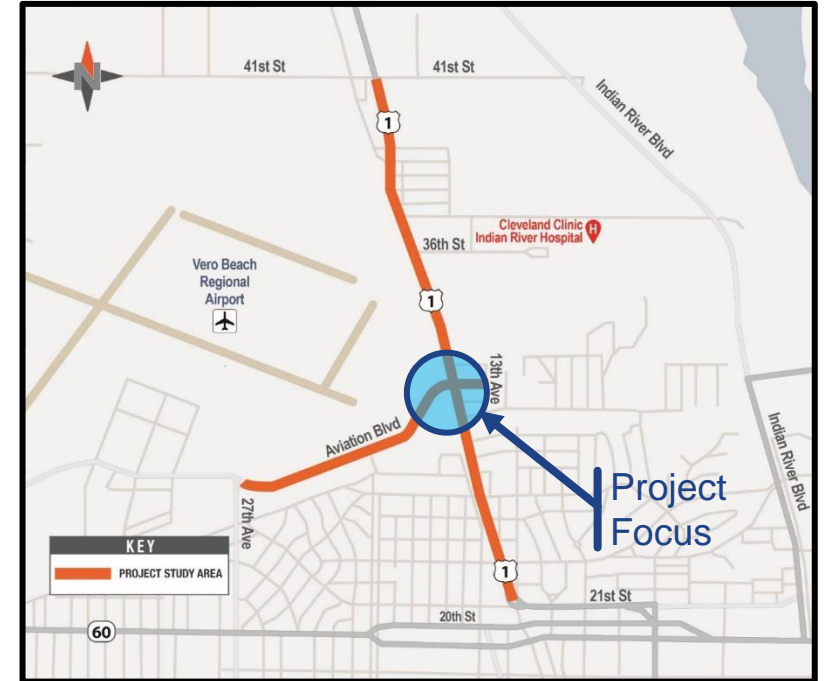 N
41st St
41st St
Indian River Blvd
1
Cleveland Clinic
Indian River Hospital
H
36th St
Vero Beach
Regional
Airport
1
13th Ave
Aviation Blvd
Indian River Blvd
Project
Focus
27th Ave
KEY
PROJECT STUDY AREA
1
21st St
20th St
60